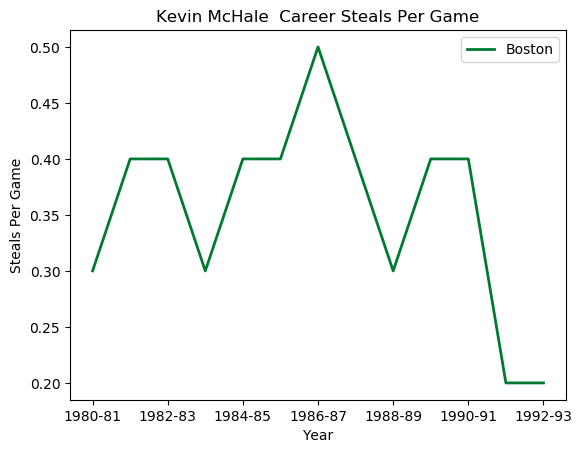 Kevin McHale  Career Steals Per Game
Boston
Steals Per Game
0.50
0.45
0.40
0.35
0.30
0.25
0.20
1980-81 1982-83 1984-85 1986-87 1988-89 1990-91 1992-93
Year